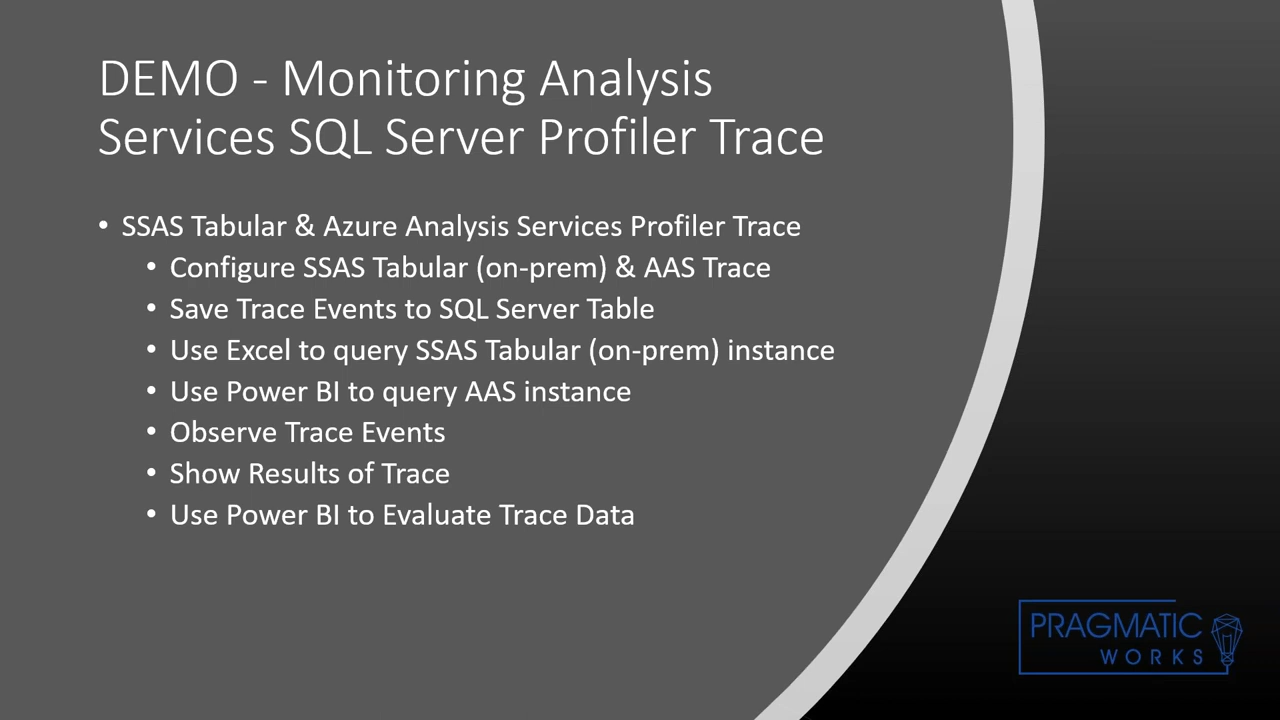 DEMO - Monitoring Analysis
Services SQL Server Profiler Trace
• SSAS Tabular & Azure Analysis Services Profiler Trace
• Configure SSAS Tabular (on-prem) & AAS Trace
• Save Trace Events to SQL Server Table
• Use Excel to query SSAS Tabular (on-prem) instance
• Use Power BI to query AAS instance
• Observe Trace Events
• Show Results of Trace
• Use Power BI to Evaluate Trace Data
PRAGMATIC
WORKS